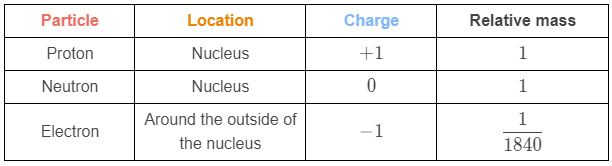 Particle Location Charge Relative mass
Proton Nucleus +1 1
Neutron Nucleus 0 1
Electron Around the outside of the nucleus −1 1/1840